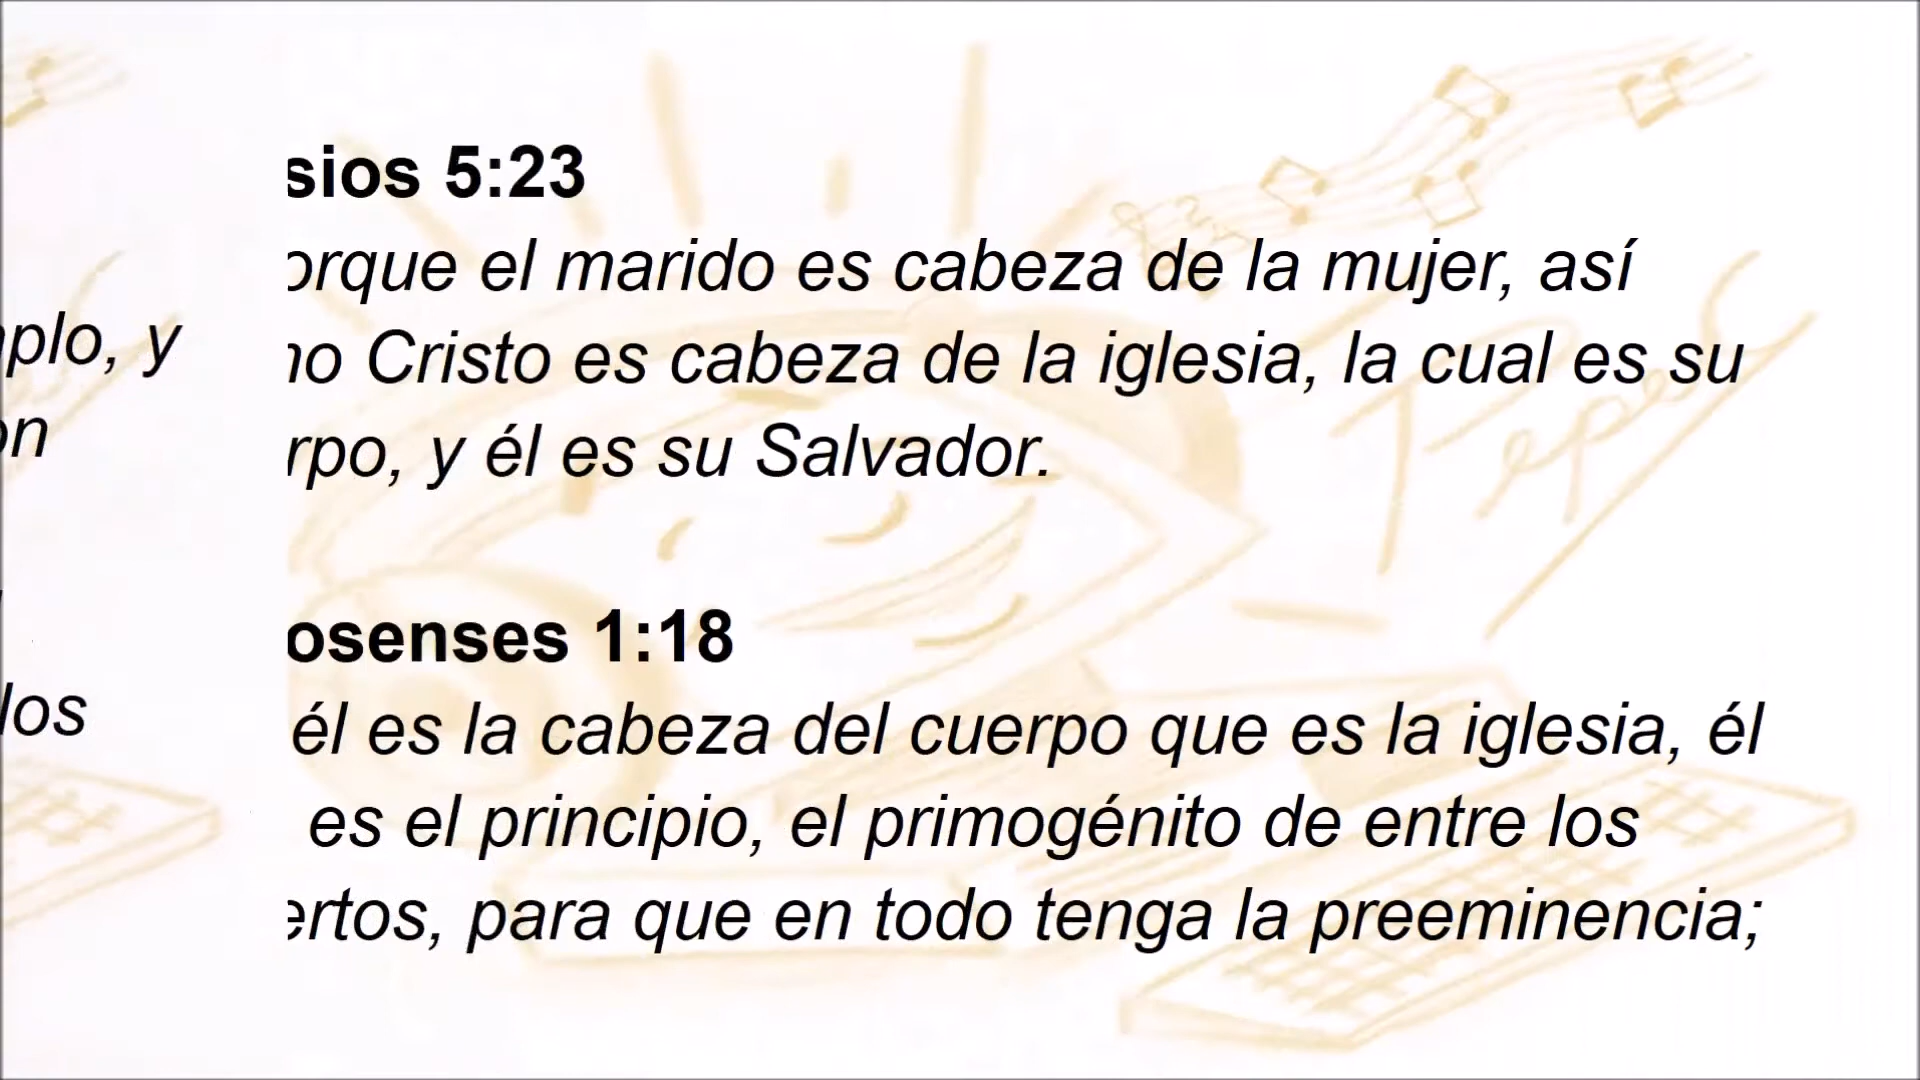 sios 5:23
orque el marido es cabeza de la mujer, así
no Cristo es cabeza de la iglesia, la cual es su
rpo, y él es su Salvador.
osenses 1:18
él es la cabeza del cuerpo que es la iglesia, él
es el principio, el primogénito de entre los
ertos, para que en todo tenga la preeminencia;
plo, y
on
los